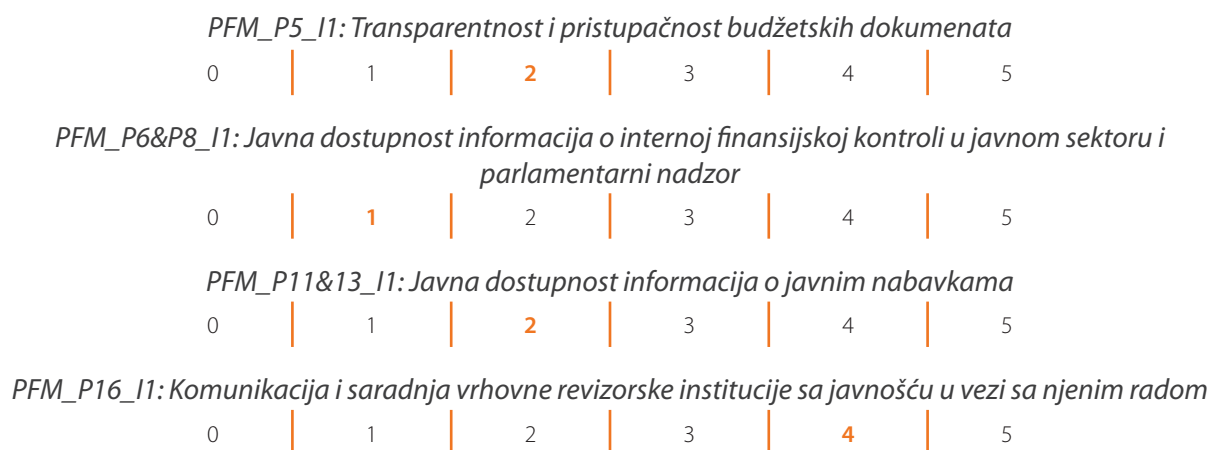 PFM_P5_I1: Transparentnost i pristupačnost budžetskih dokumenata
0 1 2 3 4 5
PFM_P6&P8_I1: Javna dostupnost informacija o internoj finansijskoj kontroli u javnom sektoru i
parlamentarni nadzor
0 1 2 3 4 5
PFM_P11&13_I1: Javna dostupnost informacija o javnim nabavkama
0 1 2 3 4 5
PFM_P16_I1: Komunikacija i saradnja vrhovne revizorske institucije sa javnošću u vezi sa njenim radom
0 1 2 3 4 5